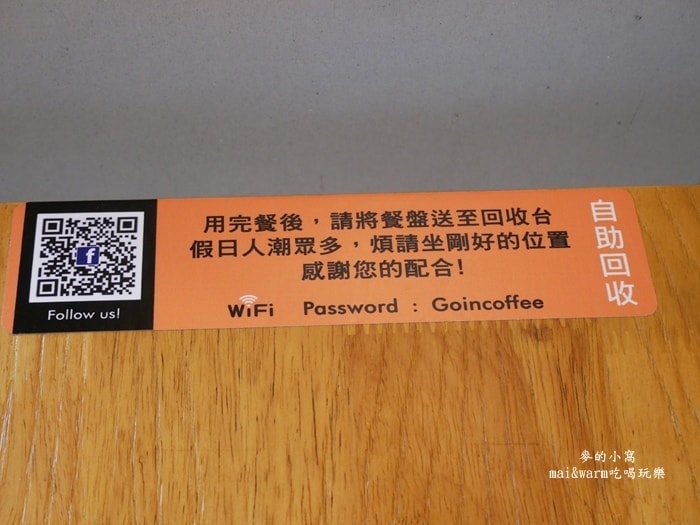 用完餐後，請將餐盤送至回收台
假日人潮眾多，煩請坐剛好的位置
感謝您的配合!
WiFi Password : Goincoffee
自助回收
f
Follow us!
麥的小窩
mai&warm吃喝玩樂